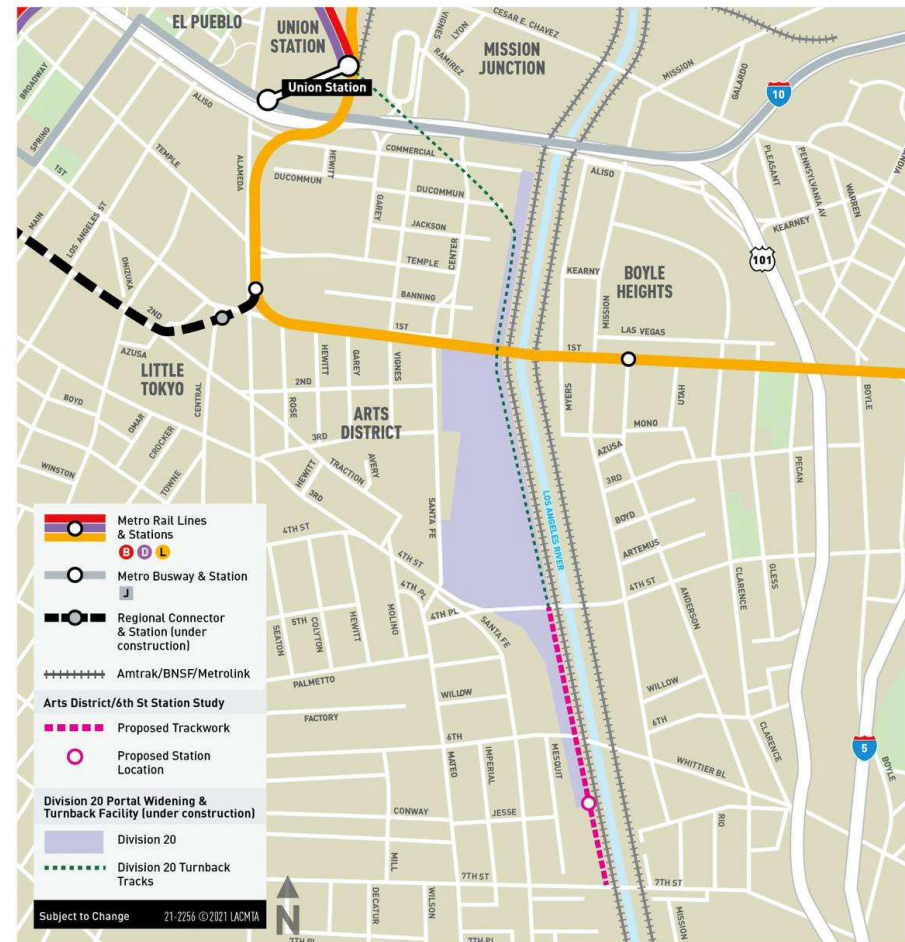 EL PUEBLO
UNION
STATION
Union Station
MISSION
JUNCTION
VIGNES
LYON
RAMIREZ
CESAR E. CHAVEZ
MISSION
GALARDO
10
BROADWAY
SPRING
ALISO
1ST
MAIN
LOS ANGELES ST
TEMPLE
ALAMEDA
HEWITT
COMMERCIAL
DUCOMMUN
GAREY
DUCOMMUN
JACKSON
CENTER
TEMPLE
BANNING
1ST
ALISO
PLEASANT
PENNSYLVANIA AV
WARREN
KEARNEY
101
KEARNY
BOYLE
HEIGHTS
MISSION
LAS VEGAS
1ST
ONIZUKA
2ND
AZUSA
LITTLE
TOKYO
CENTRAL
BOYD
OMAR
CROCKER
WINSTON
TOWNE
HEWITT
GAREY
VIGNES
2ND
ROSE
ARTS
DISTRICT
3RD
AVERY
TRACTION
HEWITT
3RD
SANTA FE
4TH ST
4TH ST
4TH PL
4TH PL
SANTA FE
MYERS
UTAH
BOYLE
MONO
AZUSA
3RD
PECAN
LOS ANGELES RIVER
BOYD
ARTEMUS
4TH ST
ANDERSON
CLARENCE
GLESS
5TH
SEATON
COLYTON
HEWITT
MOLINO
PALMETTO
FACTORY
WILLOW
WILLOW
6TH
6TH
MATEO
IMPERIAL
MESQUIT
WHITTIER BL
CLARENCE
5
BOYLE
CONWAY
JESSE
RIO
MILL
7TH ST
7TH ST
DECATUR
WILSON
MISSION
7TH PL
7TH PL
Metro Rail Lines
& Stations
B D L
Metro Busway & Station
J
Regional Connector
& Station (under
construction)
Amtrak/BNSF/Metrolink
Arts District/6th St Station Study
Proposed Trackwork
Proposed Station
Location
Division 20 Portal Widening &
Turnback Facility (under construction)
Division 20
Division 20 Turnback
Tracks
Subject to Change 21-2256 ©2021 LACMTA
N